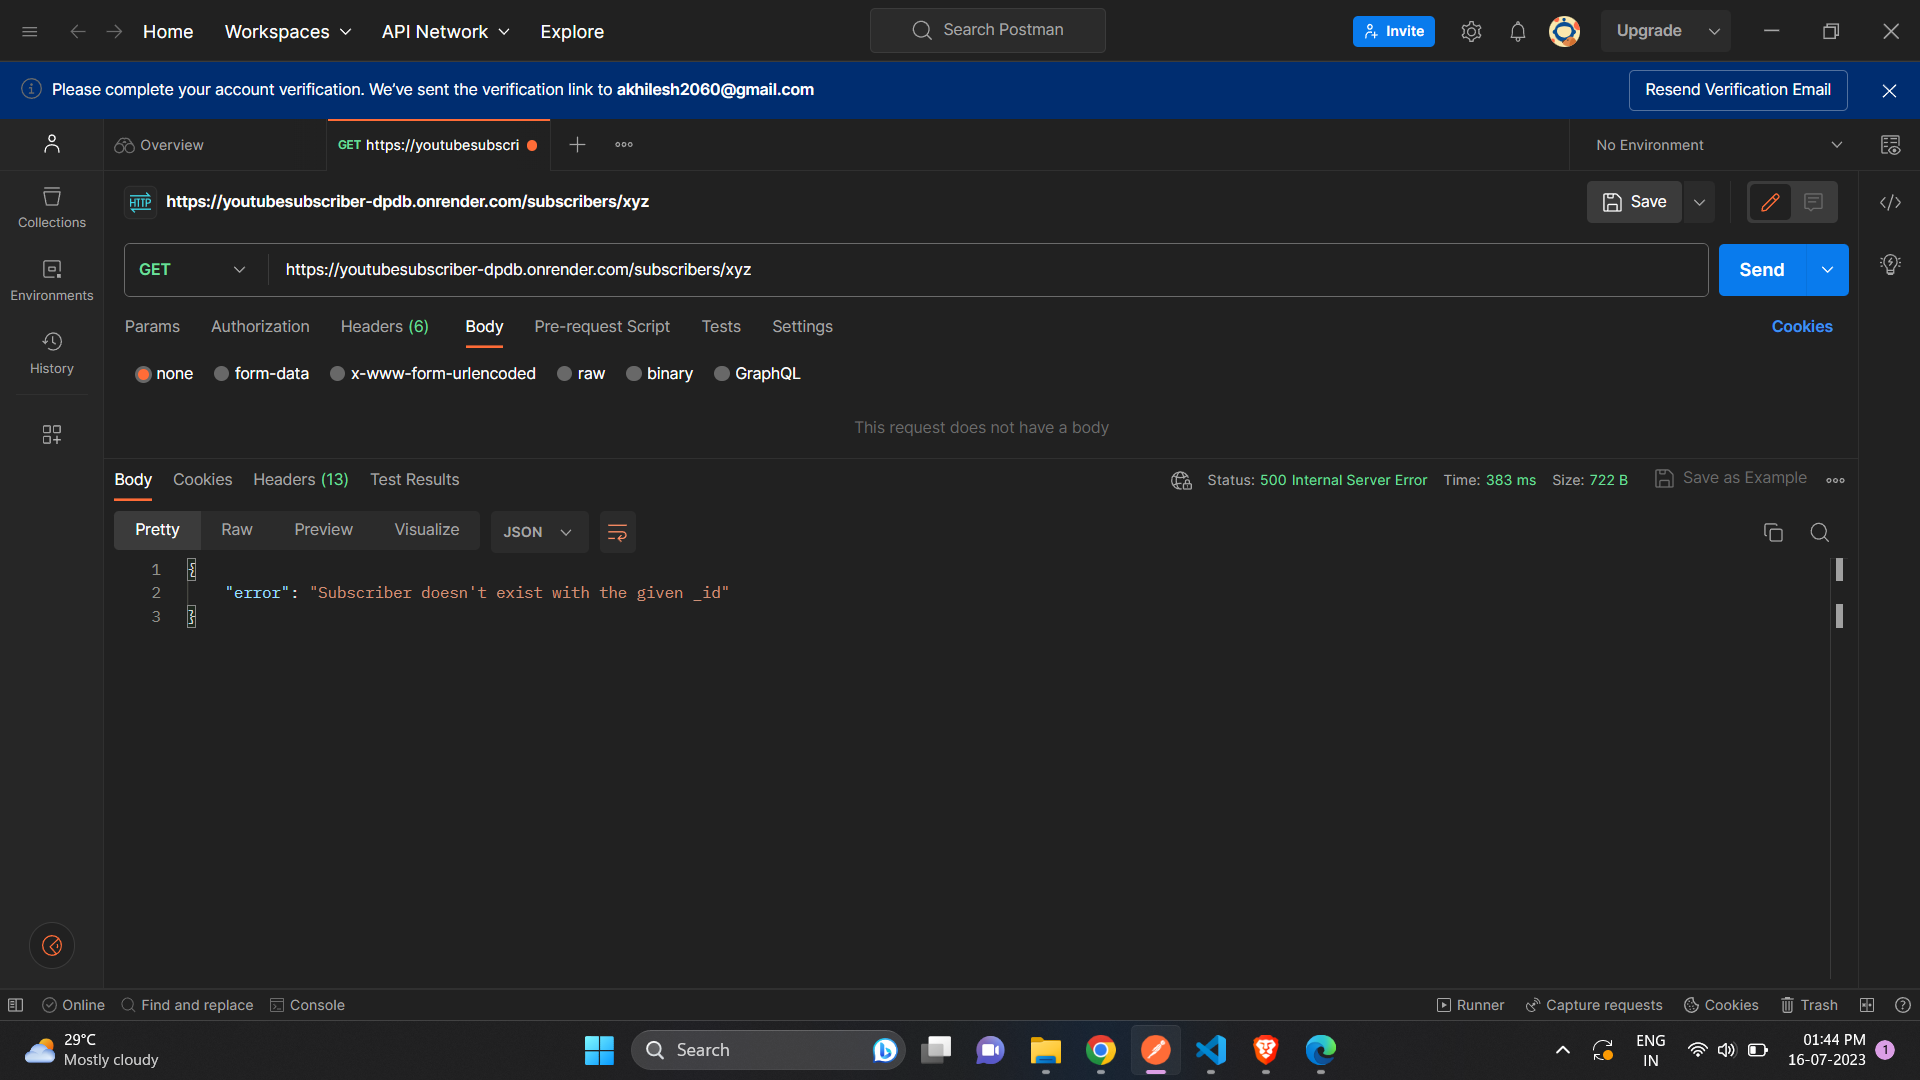 Home Workspaces API Network Explore Search Postman Invite Upgrade
Please complete your account verification. We've sent the verification link to akhilesh2060@gmail.com Resend Verification Email
Overview GET https://youtubesubscri No Environment
HTTP https://youtubesubscriber-dpdb.onrender.com/subscribers/xyz Save
Collections
GET https://youtubesubscriber-dpdb.onrender.com/subscribers/xyz Send
Environments
Params Authorization Headers (6) Body Pre-request Script Tests Settings Cookies
History
none form-data x-www-form-urlencoded raw binary GraphQL
This request does not have a body
Body Cookies Headers (13) Test Results Status: 500 Internal Server Error Time: 383 ms Size: 722 B Save as Example
Pretty Raw Preview Visualize JSON
1 {
2 "error": "Subscriber doesn't exist with the given _id"
3 }
Online Find and replace Console Runner Capture requests Cookies Trash
29°C
Mostly cloudy
Search
ENG
IN
01:44 PM
16-07-2023
1